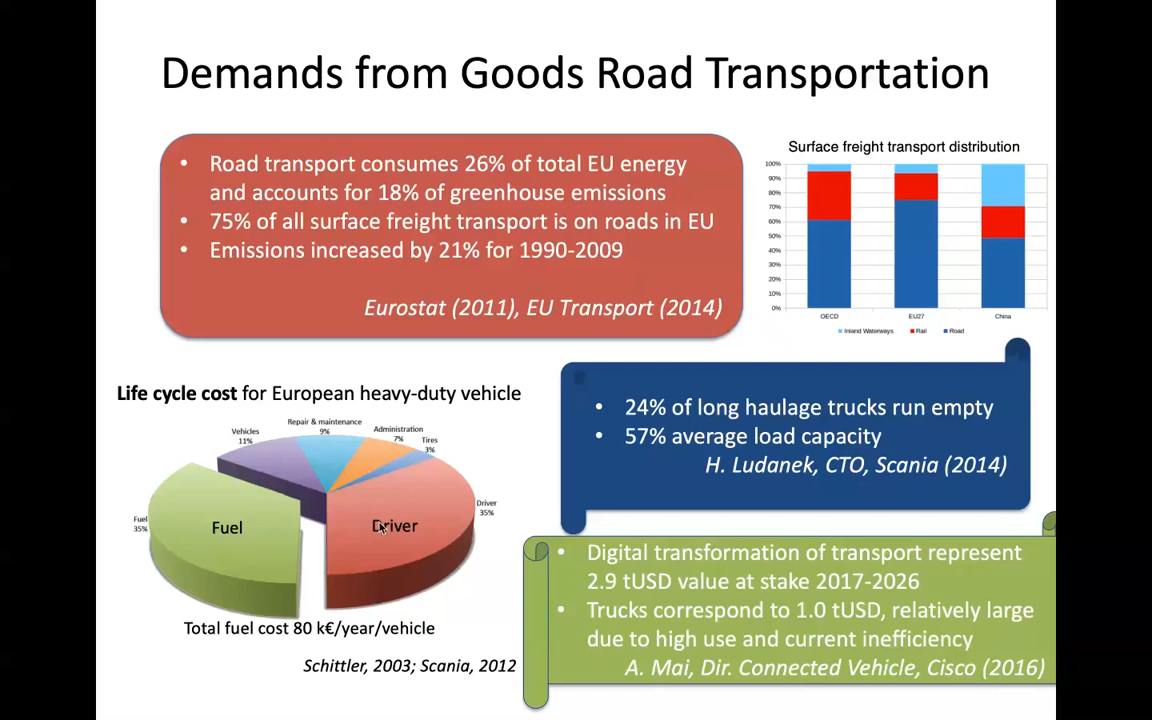 Demands from Goods Road Transportation
• Road transport consumes 26% of total EU energy
and accounts for 18% of greenhouse emissions
• 75% of all surface freight transport is on roads in EU
• Emissions increased by 21% for 1990-2009
Eurostat (2011), EU Transport (2014)
Surface freight transport distribution
100%
90%
80%
70%
60%
50%
40%
30%
20%
10%
0%
OECD
EU27
China
Inland Waterways
Rail
Road
Life cycle cost for European heavy-duty vehicle
Repair & maintenance
9%
Vehicles
11%
Administration
7%
Tires
3%
Driver
35%
Fuel
35%
Fuel
Driver
Total fuel cost 80 k€/year/vehicle
Schittler, 2003; Scania, 2012
• 24% of long haulage trucks run empty
• 57% average load capacity
H. Ludanek, CTO, Scania (2014)
• Digital transformation of transport represent
2.9 tUSD value at stake 2017-2026
• Trucks correspond to 1.0 tUSD, relatively large
due to high use and current inefficiency
A. Mai, Dir. Connected Vehicle, Cisco (2016)